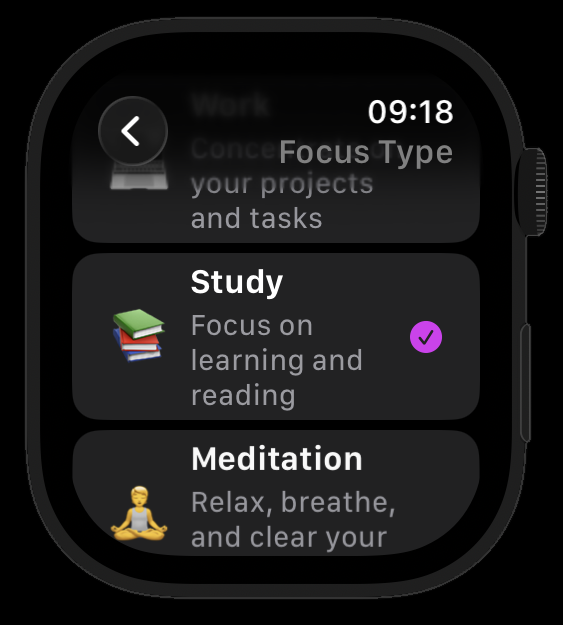 09:18
Focus Type
Work
your projects
and tasks
Study
Focus on
learning and
reading
Meditation
Relax, breathe,
and clear your